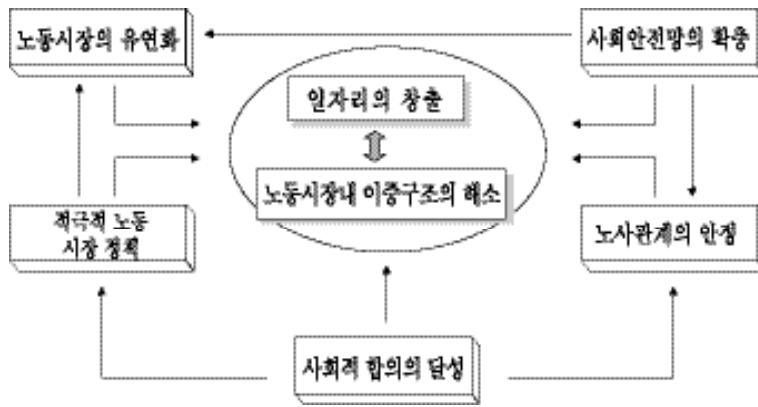 노동시장의 유연화
사회안전망의 확충
일자리의 창출
노동시장내 이중구조의 해소
적극적 노동
시장 정책
노사관계의 안정
사회적 합의의 달성